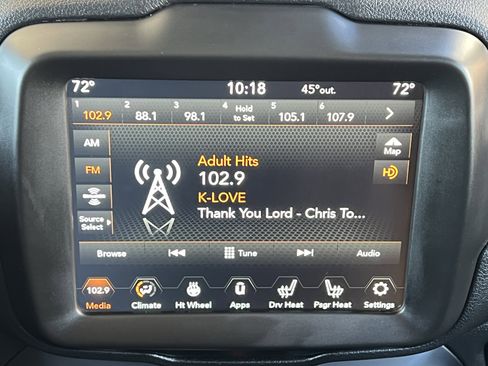 72° 10:18 45°out. 72°
1 2 3 4 5 6
102.9 88.1 98.1 Hold to Set 105.1 107.9
AM
Map
FM
HD
Adult Hits
102.9
K-LOVE
Thank You Lord - Chris To...
Source
Select
Browse Tune Audio
102.9
Media Climate Ht Wheel Apps Drv Heat Psgr Heat Settings